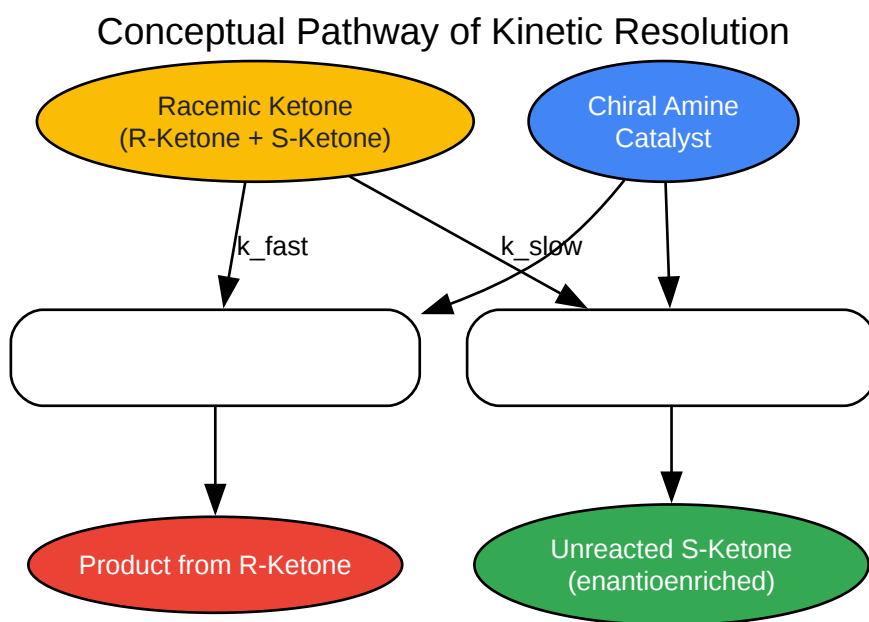 Conceptual Pathway of Kinetic Resolution
Racemic Ketone
(R-Ketone + S-Ketone)
Chiral Amine
Catalyst
k_fast
k_slow
Product from R-Ketone
Unreacted S-Ketone
(enantioenriched)